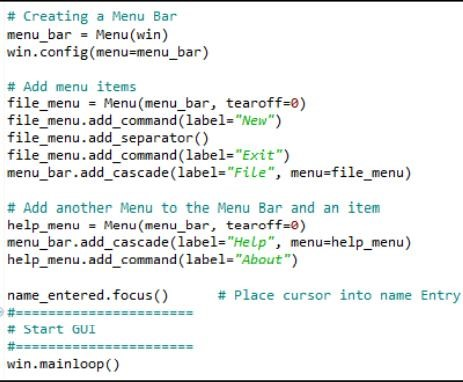 # Creating a Menu Bar
menu_bar = Menu(win)
win.config(menu=menu_bar)
# Add menu items
file_menu = Menu(menu_bar, tearoff=0)
file_menu.add_command(label="New")
file_menu.add_separator()
file_menu.add_command(label="Exit")
menu_bar.add_cascade(label="File", menu=file_menu)
# Add another Menu to the Menu Bar and an item
help_menu = Menu(menu_bar, tearoff=0)
menu_bar.add_cascade(label="Help", menu=help_menu)
help_menu.add_command(label="About")
name_entered.focus()      # Place cursor into name Entry
#======================
# Start GUI
#======================
win.mainloop()